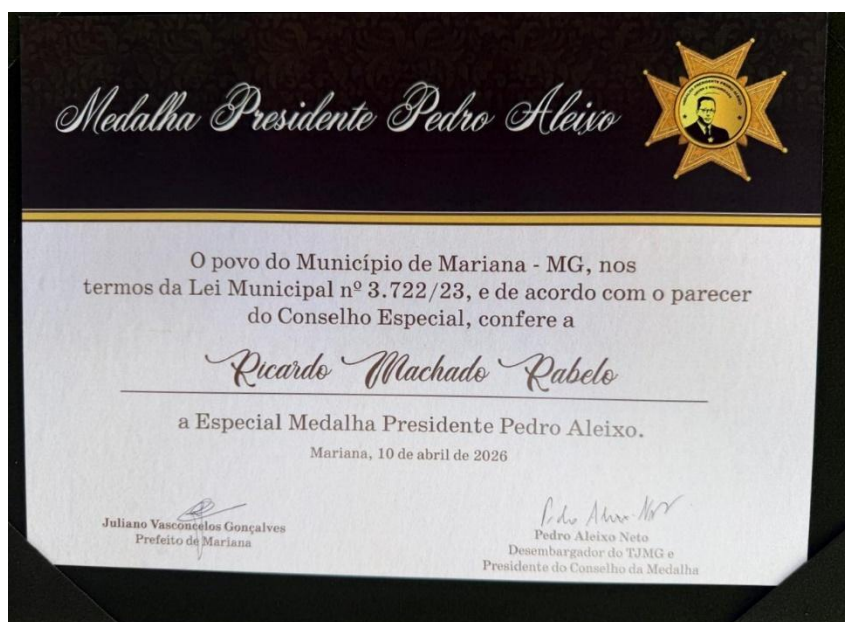 Medalha Presidente Pedro Aleixo
O povo do Município de Mariana - MG, nos
termos da Lei Municipal nº 3.722/23, e de acordo com o parecer
do Conselho Especial, confere a
Ricardo Machado Rabelo
a Especial Medalha Presidente Pedro Aleixo.
Mariana, 10 de abril de 2026
Juliano Vasconcelos Gonçalves
Prefeito de Mariana
Pedro Aleixo Neto
Desembargador do TJMG e
Presidente do Conselho da Medalha